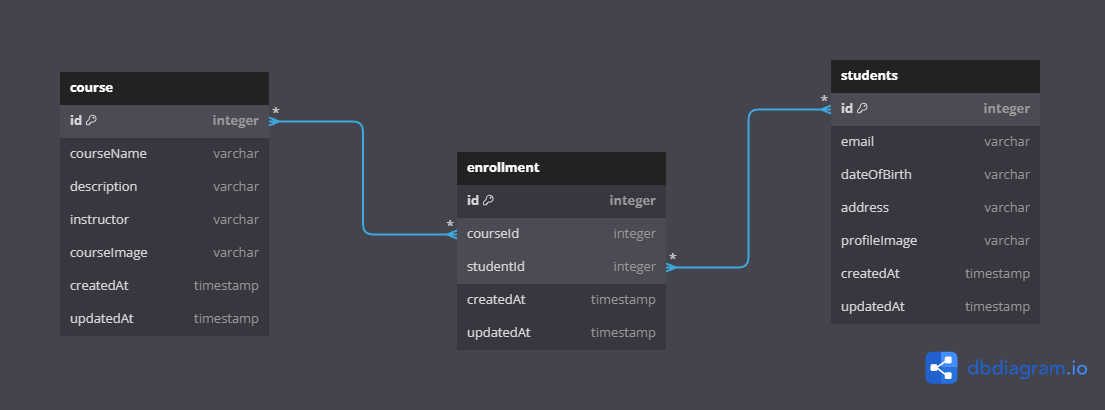 course
id integer
courseName varchar
description varchar
instructor varchar
courseImage varchar
createdAt timestamp
updatedAt timestamp
*
*
enrollment
id integer
courseId integer
studentId integer
createdAt timestamp
updatedAt timestamp
*
*
students
id integer
email varchar
dateOfBirth varchar
address varchar
profileImage varchar
createdAt timestamp
updatedAt timestamp
dbdiagram.io